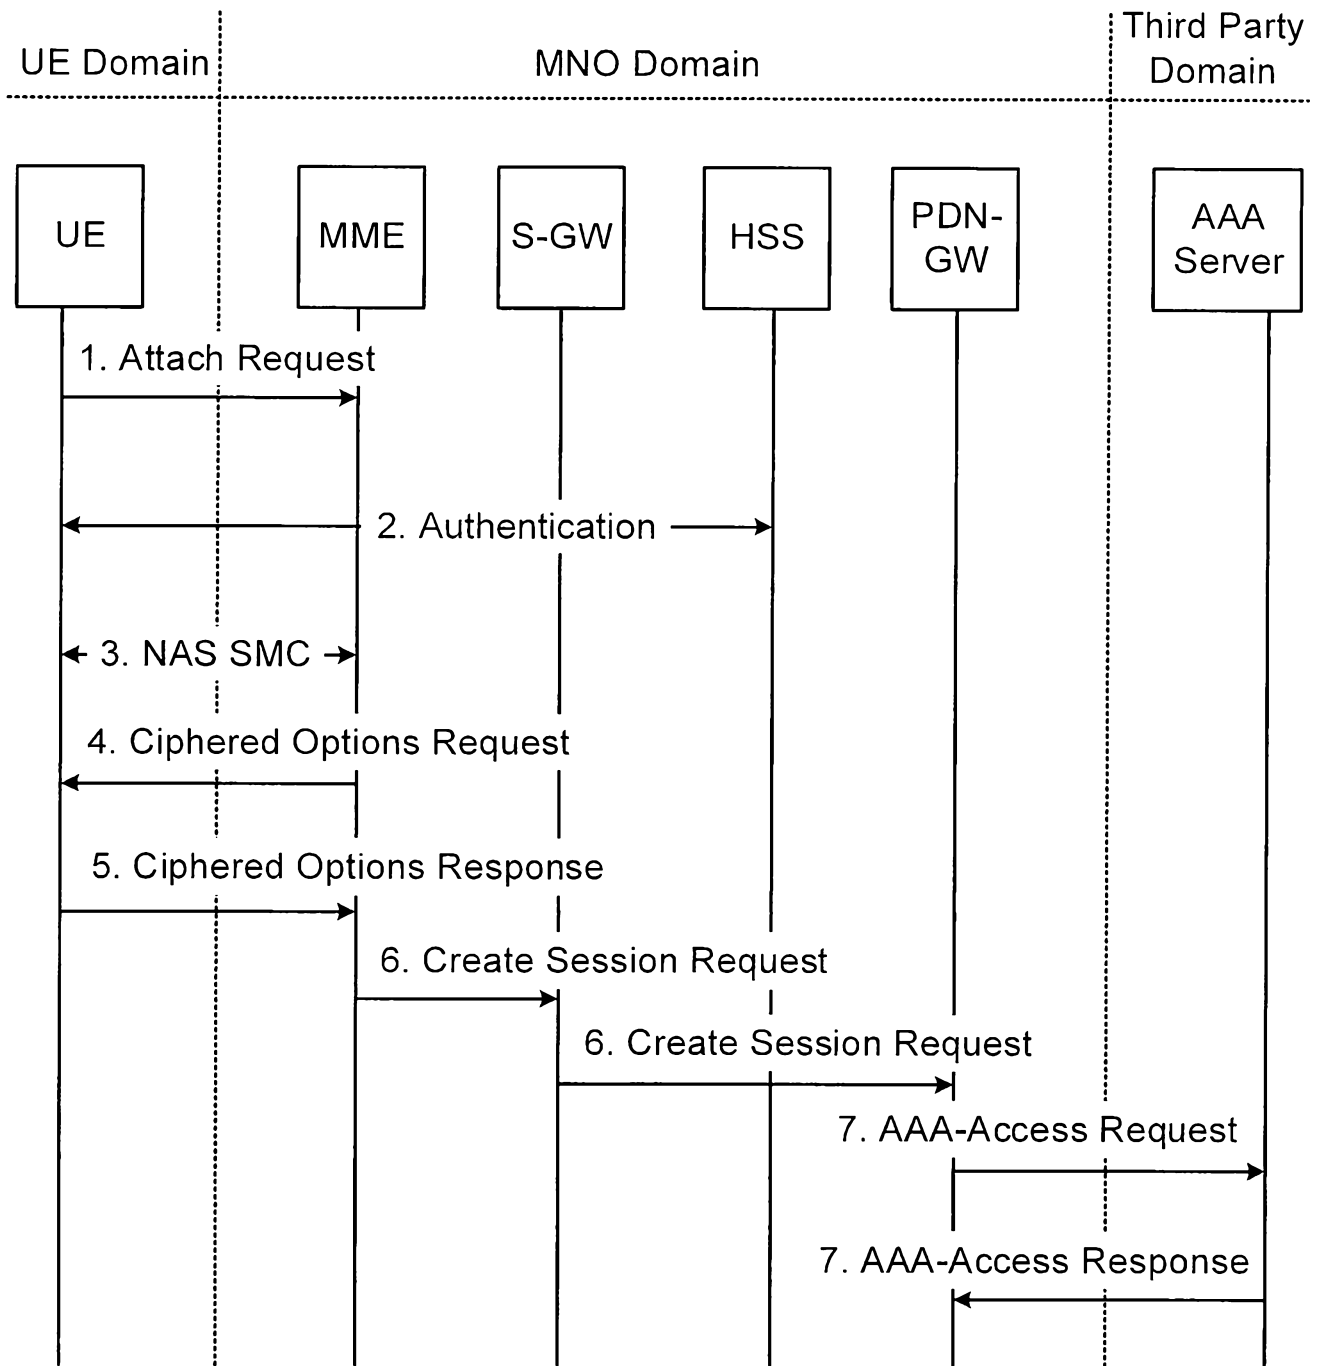 UE Domain
MNO Domain
Third Party
Domain
UE
MME
S-GW
HSS
PDN-
GW
AAA
Server
1. Attach Request
2. Authentication
3. NAS SMC
4. Ciphered Options Request
5. Ciphered Options Response
6. Create Session Request
6. Create Session Request
7. AAA-Access Request
7. AAA-Access Response